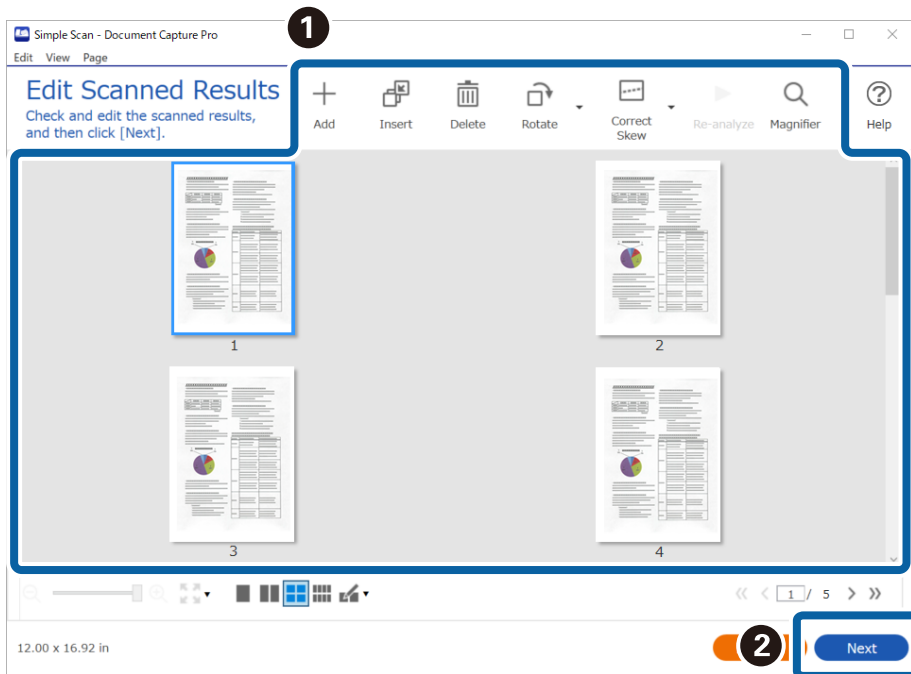 1
Simple Scan - Document Capture Pro
Edit View Page
Edit Scanned Results
Check and edit the scanned results,
and then click [Next].
Add
Insert
Delete
Rotate
Correct
Skew
Re-analyze
Magnifier
Help
1
2
3
4
1 / 5
12.00 x 16.92 in
2
Next